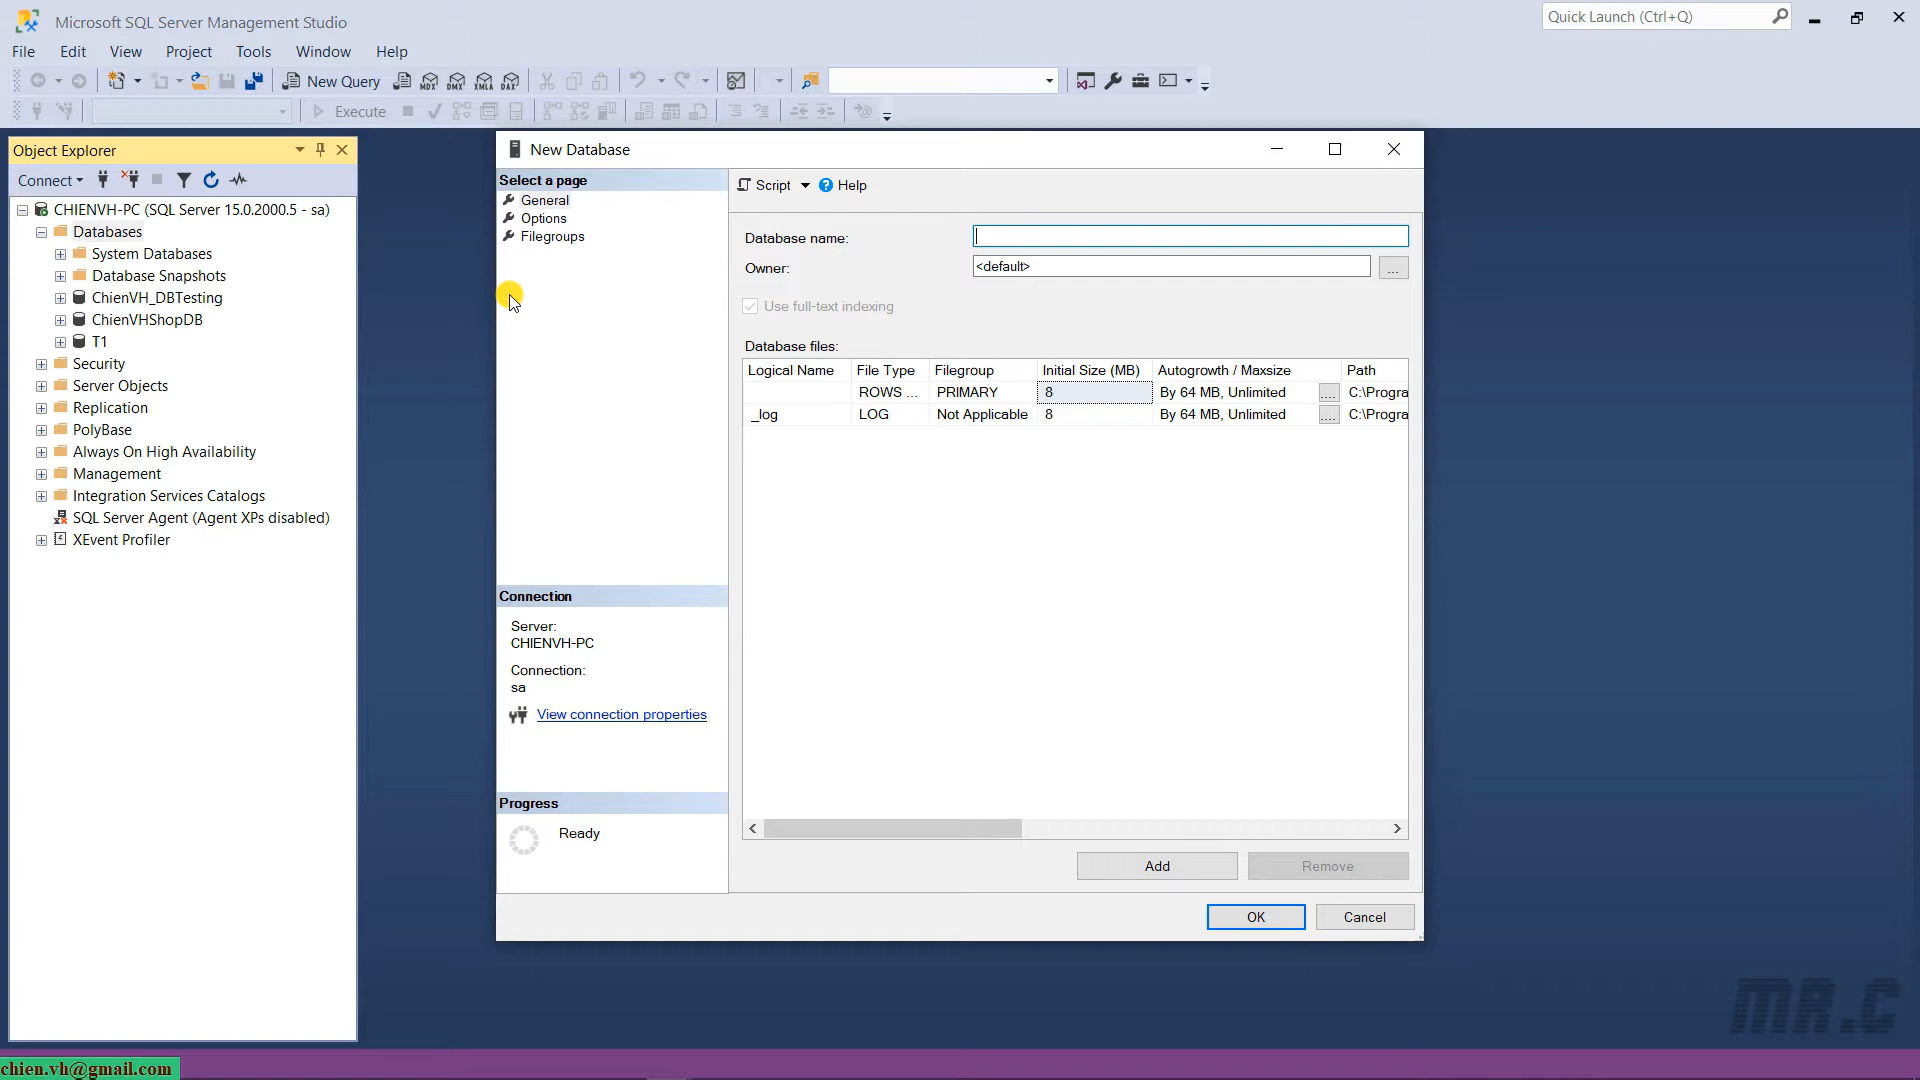 Microsoft SQL Server Management Studio
Quick Launch (Ctrl+Q)
File Edit View Project Tools Window Help
New Query MDX DMX XMLA DAX
Execute
Object Explorer
Connect
CHIENVH-PC (SQL Server 15.0.2000.5 - sa)
Databases
System Databases
Database Snapshots
ChienVH_DBTesting
ChienVHShopDB
T1
Security
Server Objects
Replication
PolyBase
Always On High Availability
Management
Integration Services Catalogs
SQL Server Agent (Agent XPs disabled)
XEvent Profiler
New Database
Select a page
General
Options
Filegroups
Connection
Server:
CHIENVH-PC
Connection:
sa
View connection properties
Progress
Ready
Script Help
Database name:
Owner: <default> ...
Use full-text indexing
Database files:
Logical Name File Type Filegroup Initial Size (MB) Autogrowth / Maxsize Path
ROWS ... PRIMARY 8 By 64 MB, Unlimited .... C:\Progra
_log LOG Not Applicable 8 By 64 MB, Unlimited .... C:\Progra
Add Remove
OK Cancel
MR.C
chien.vh@gmail.com